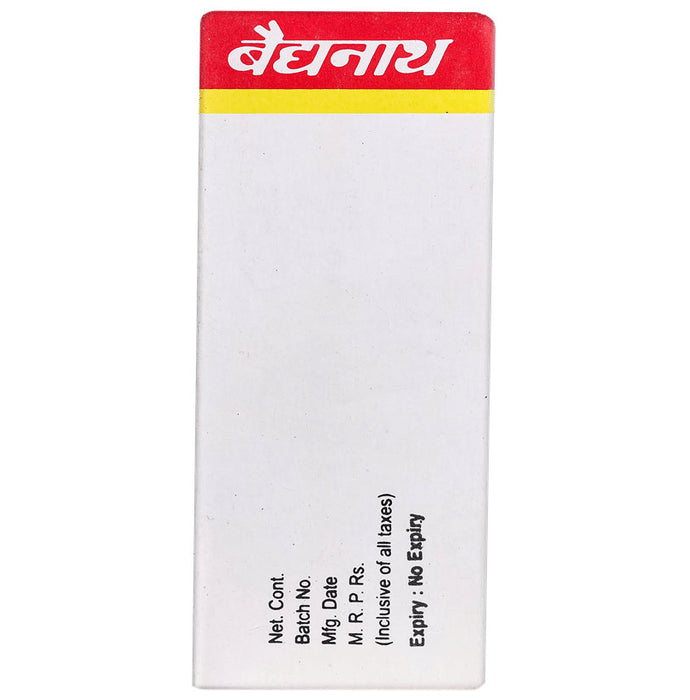 बैद्यनाथ
Net. Cont.
Batch No.
Mfg. Date
M. R. P. Rs.
(Inclusive of all taxes)
Expiry : No Expiry